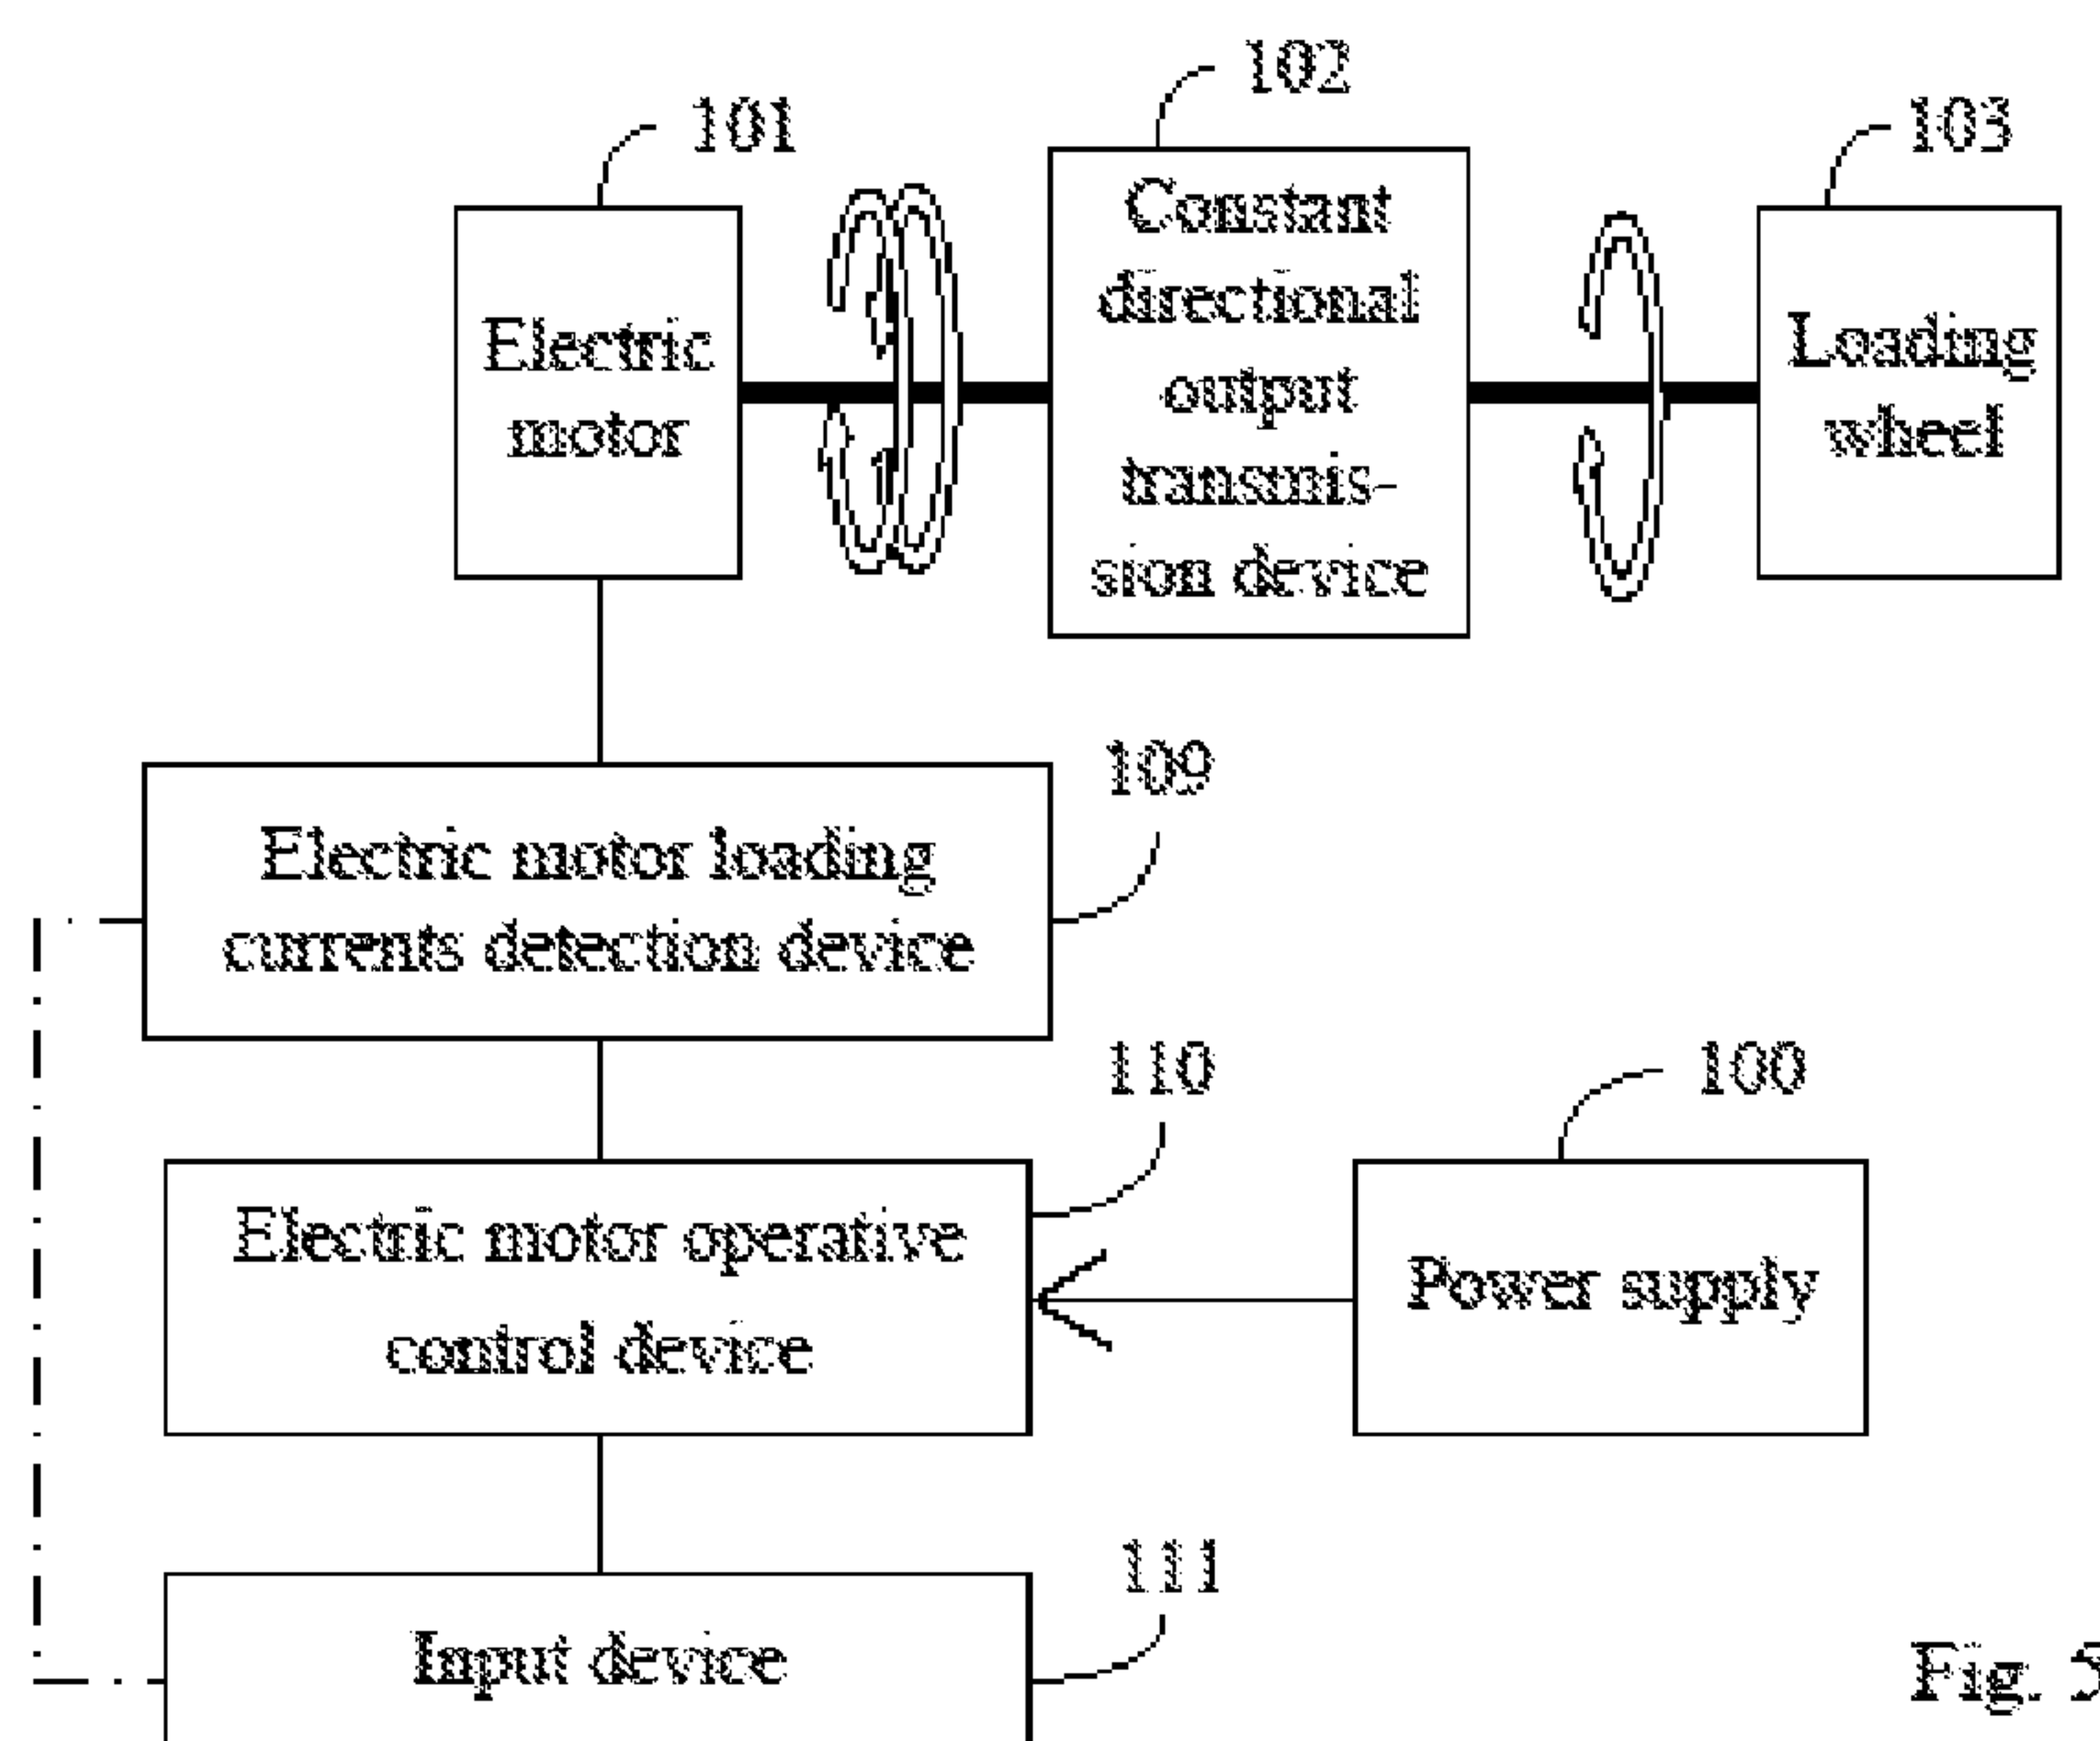 102
101
103
Constant
directional
output
transmis-
sion device
Electric
motor
Loading
wheel
109
Electric motor loading
currents detection device
110
100
Electric motor operative
control device
Power supply
111
Input device
Fig.